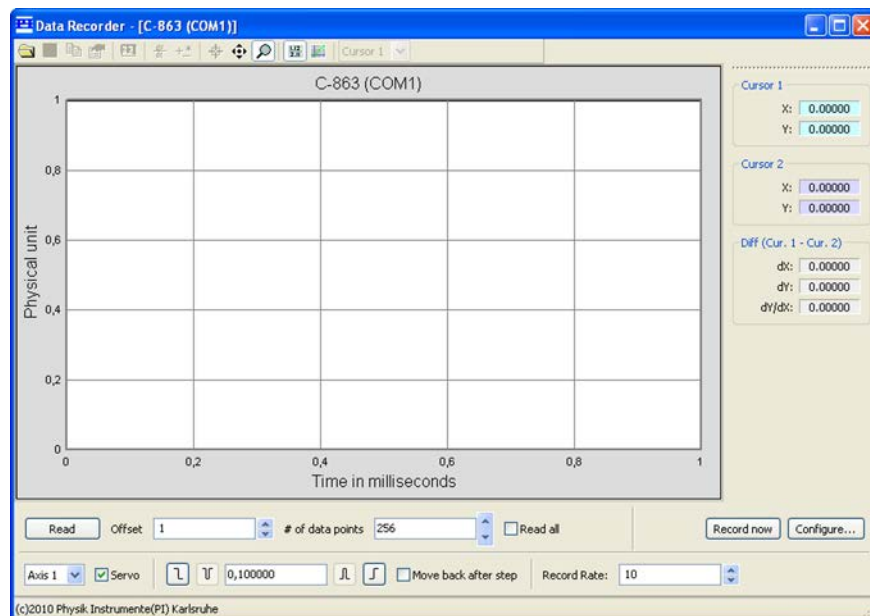 Data Recorder - [C-863 (COM1)]
Cursor 1
C-863 (COM1)
1
0,8
0,6
0,4
0,2
0
Physical unit
0 0,2 0,4 0,6 0,8 1
Time in milliseconds
Cursor 1
X: 0.00000
Y: 0.00000
Cursor 2
X: 0.00000
Y: 0.00000
Diff (Cur. 1 - Cur. 2)
dX: 0.00000
dY: 0.00000
dY/dX: 0.00000
Read Offset 1 # of data points 256 Read all Record now Configure...
Axis 1 Servo 0,100000 Move back after step Record Rate: 10
(c)2010 Physik Instrumente(PI) Karlsruhe